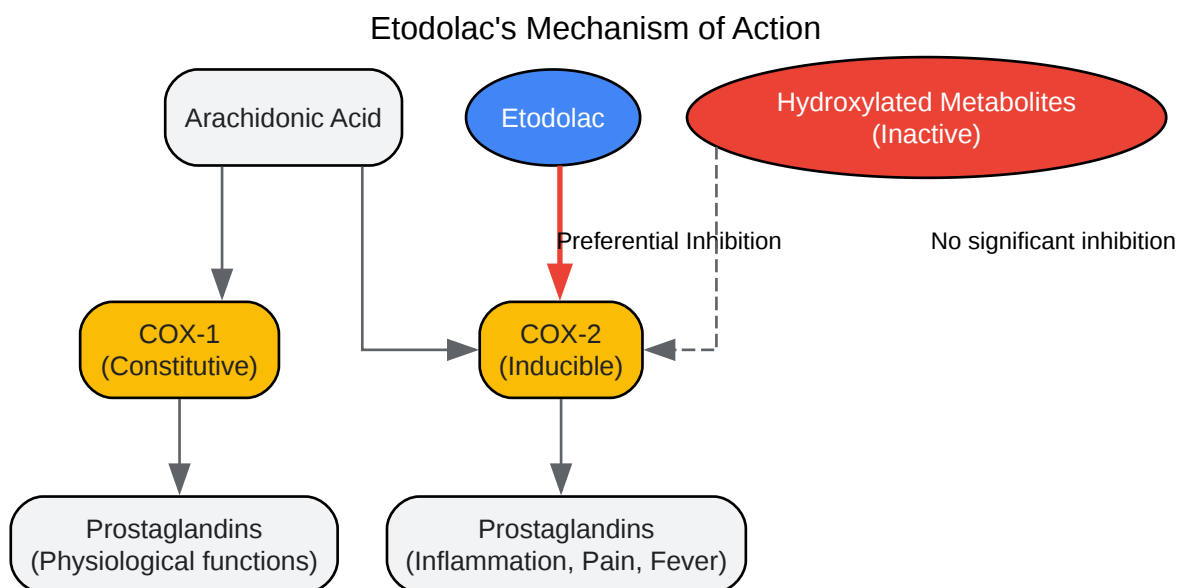 Etodolac's Mechanism of Action
Arachidonic Acid
Etodolac
Hydroxylated Metabolites
(Inactive)
Preferential Inhibition
No significant inhibition
COX-1
(Constitutive)
COX-2
(Inducible)
Prostaglandins
(Physiological functions)
Prostaglandins
(Inflammation, Pain, Fever)